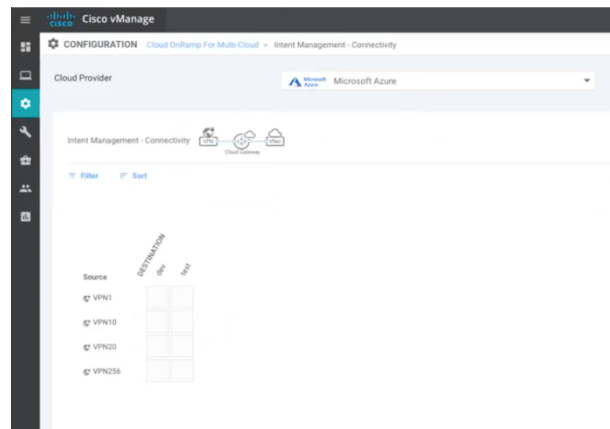 CISCO Cisco vManage
CONFIGURATION Cloud OnRamp For Multi-Cloud > Intent Management - Connectivity
Cloud Provider
Microsoft Azure Microsoft Azure
Intent Management - Connectivity
VPN
Cloud Gateway
VNet
Filter Sort
Source DESTINATION dev test
VPN1
VPN10
VPN20
VPN256